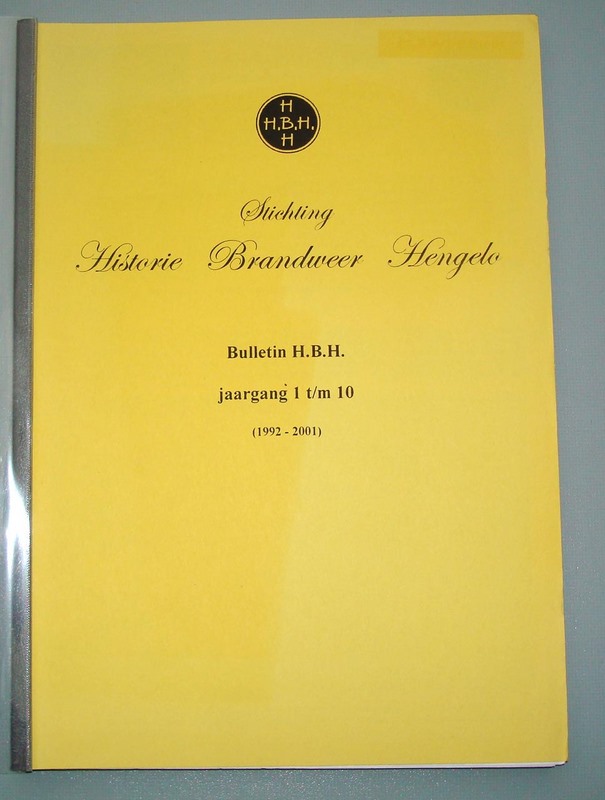 H
H.B.H.
H
Stichting
Historie Brandweer Hengelo
Bulletin H.B.H.
jaargang 1 t/m 10
(1992 - 2001)